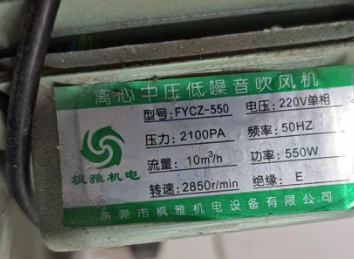 离心中压低噪音吹风机
型号:FYCZ-550 电压:220V单相
压力:2100PA 频率:50HZ
流量:10m³/h 功率:550W
转速:2850r/min 绝缘:E
枫雅机电
东莞市枫雅机电设备有限公司